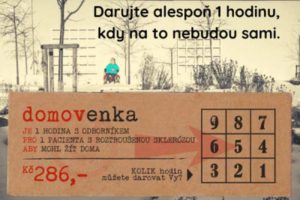 Darujte alespoň 1 hodinu,
kdy na to nebudou sami.
domovenka
JE 1 HODINA S ODBORNÍKEM
PRO 1 PACIENTA S ROZTROUŠENOU SKLERÓZOU
ABY MOHL ŽÍT DOMA
Kč 286,-
KOLIK hodin
můžete darovat Vy?
9 8 7
6 5 4
3 2 1